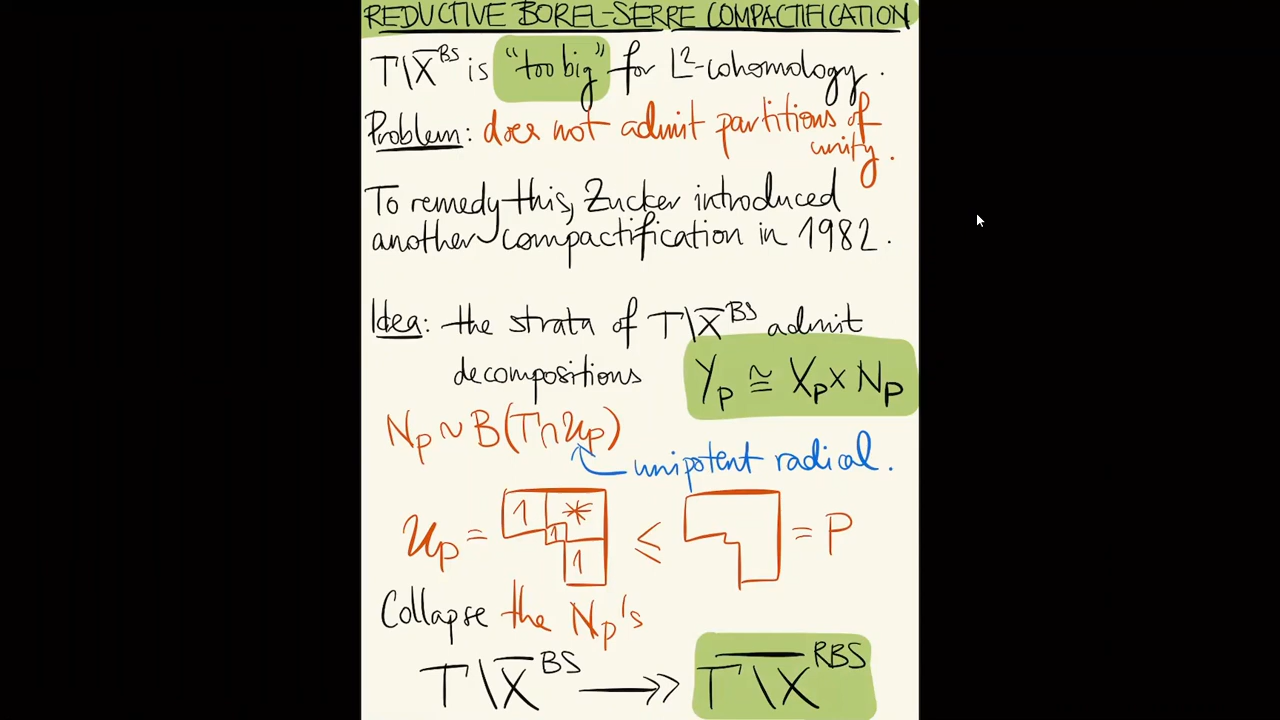 REDUCTIVE BOREL-SERRE COMPACTIFICATION
Γ\X̅ᴮˢ is "too big" for L²-cohomology.
Problem: does not admit partitions of
unity.
To remedy this, Zucker introduced
another compactification in 1982.
Idea: the strata of Γ\X̅ᴮˢ admit
decompositions Y_P ≅ X_P × N_P
N_P ~ B(Γ∩U_P)
unipotent radical.
U_P = 1 * 1 1 ≤ = P
Collapse the N_P's
Γ\X̅ᴮˢ ↠ Γ\X̅ᴿᴮˢ